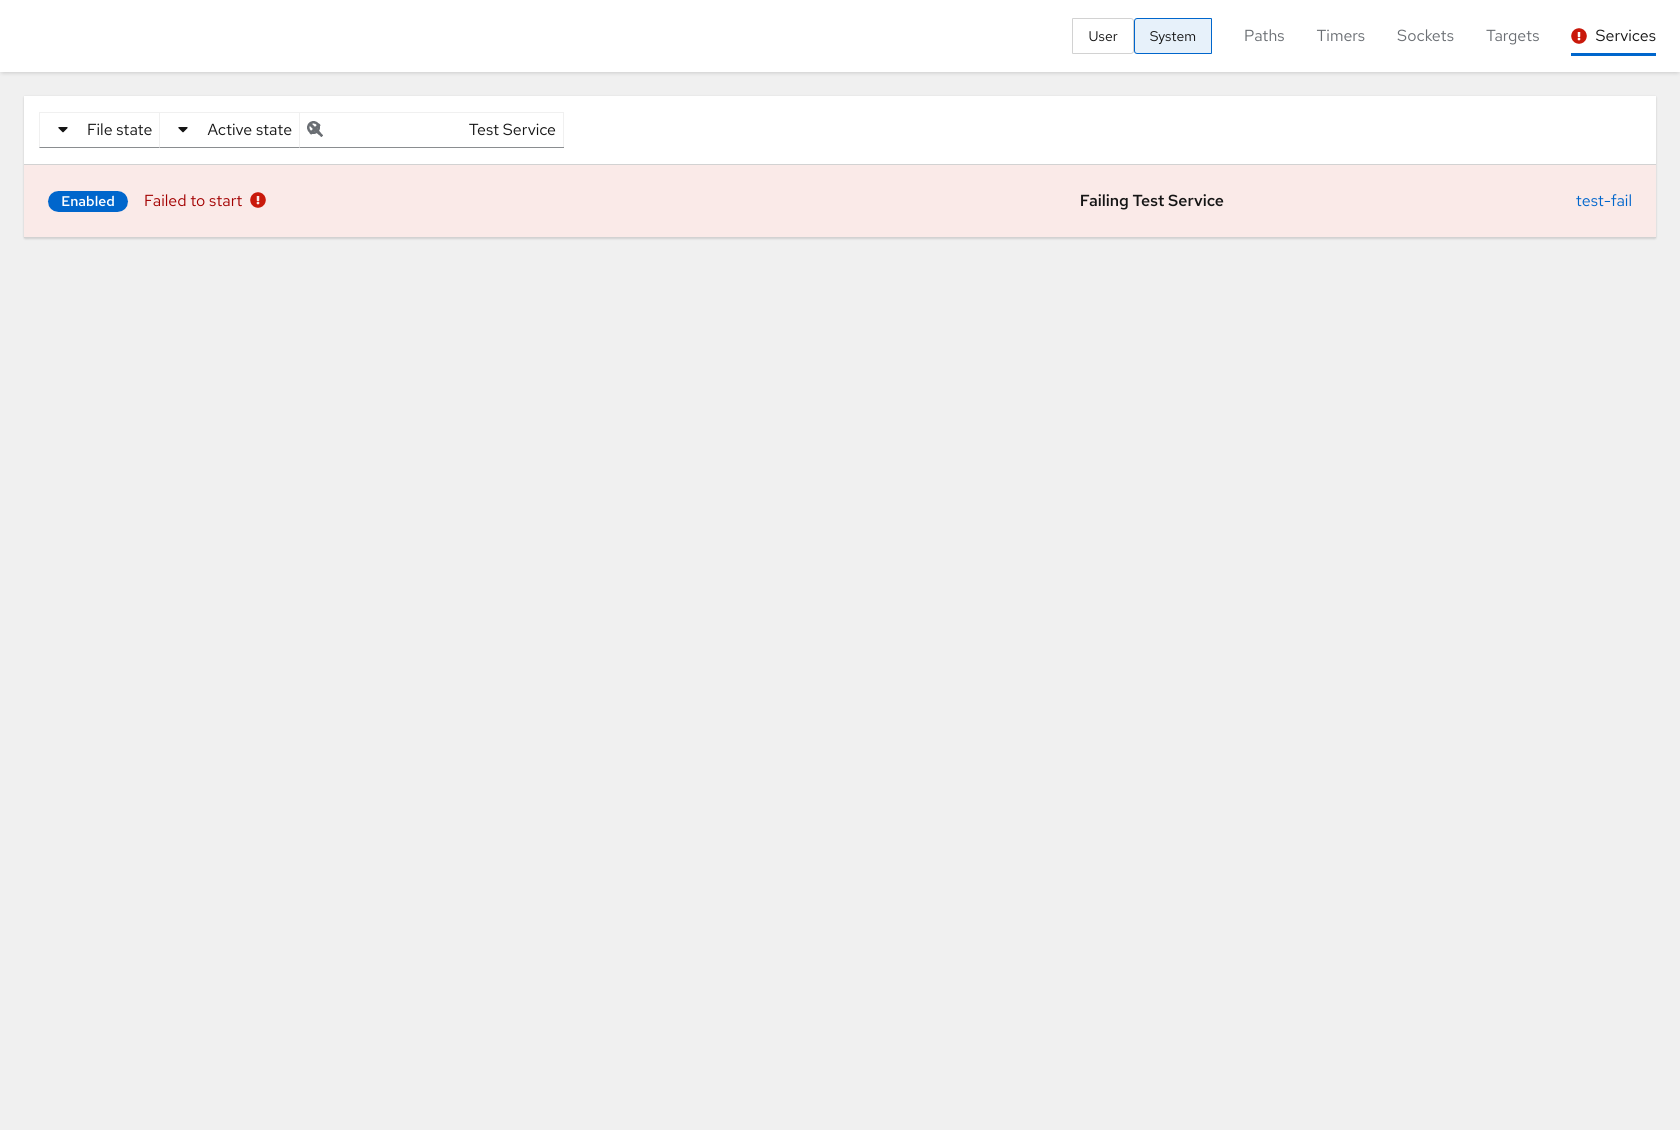 User System Paths Timers Sockets Targets Services
File state Active state Test Service
Enabled Failed to start Failing Test Service test-fail